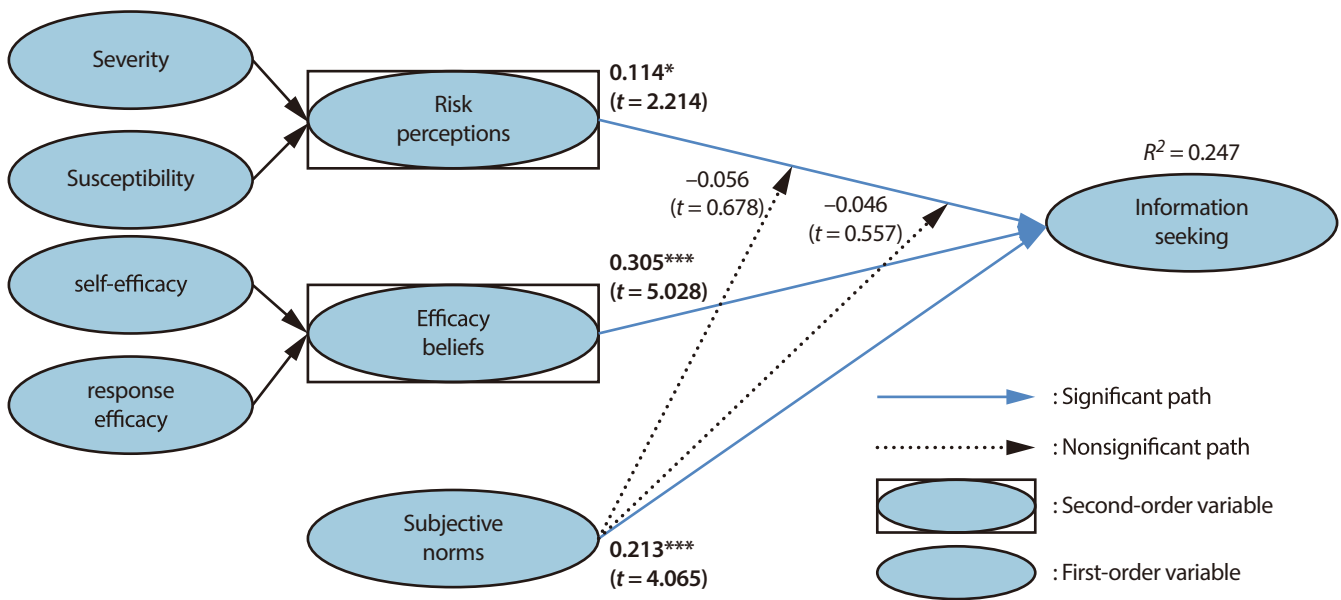 Severity
Susceptibility
self-efficacy
response
efficacy
Risk
perceptions
0.114*
(t = 2.214)
Efficacy
beliefs
0.305***
(t = 5.028)
Subjective
norms
0.213***
(t = 4.065)
–0.056
(t = 0.678)
–0.046
(t = 0.557)
R² = 0.247
Information
seeking
: Significant path
: Nonsignificant path
: Second-order variable
: First-order variable